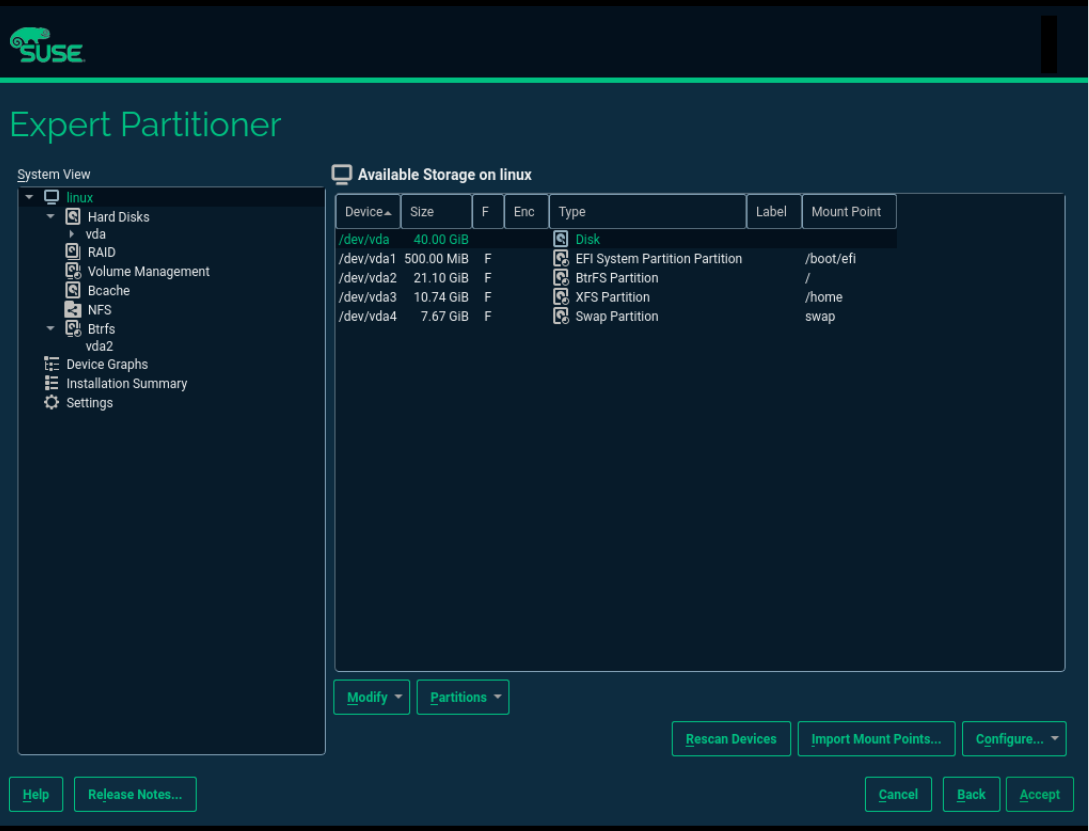 SUSE
Expert Partitioner
System View
linux
Hard Disks
vda
RAID
Volume Management
Bcache
NFS
Btrfs
vda2
Device Graphs
Installation Summary
Settings
Available Storage on linux
Device Size F Enc Type Label Mount Point
/dev/vda 40.00 GiB Disk
/dev/vda1 500.00 MiB F EFI System Partition Partition /boot/efi
/dev/vda2 21.10 GiB F BtrFS Partition /
/dev/vda3 10.74 GiB F XFS Partition /home
/dev/vda4 7.67 GiB F Swap Partition swap
Modify Partitions
Rescan Devices Import Mount Points... Configure...
Help Release Notes... Cancel Back Accept